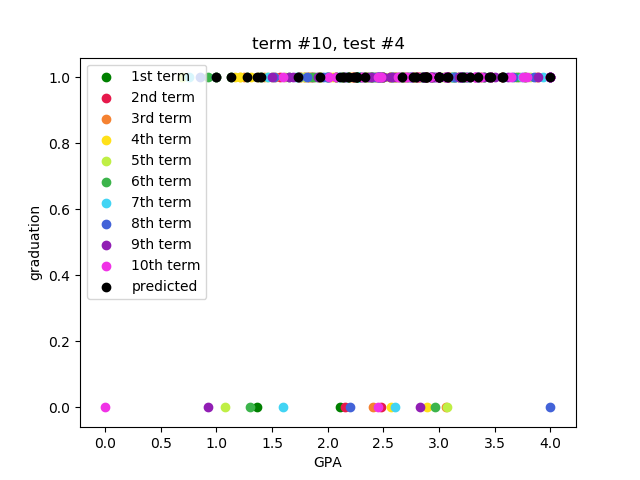 term #10, test #4
1.0
0.8
0.6
0.4
0.2
0.0
graduation
1st term
2nd term
3rd term
4th term
5th term
6th term
7th term
8th term
9th term
10th term
predicted
0.0 0.5 1.0 1.5 2.0 2.5 3.0 3.5 4.0
GPA